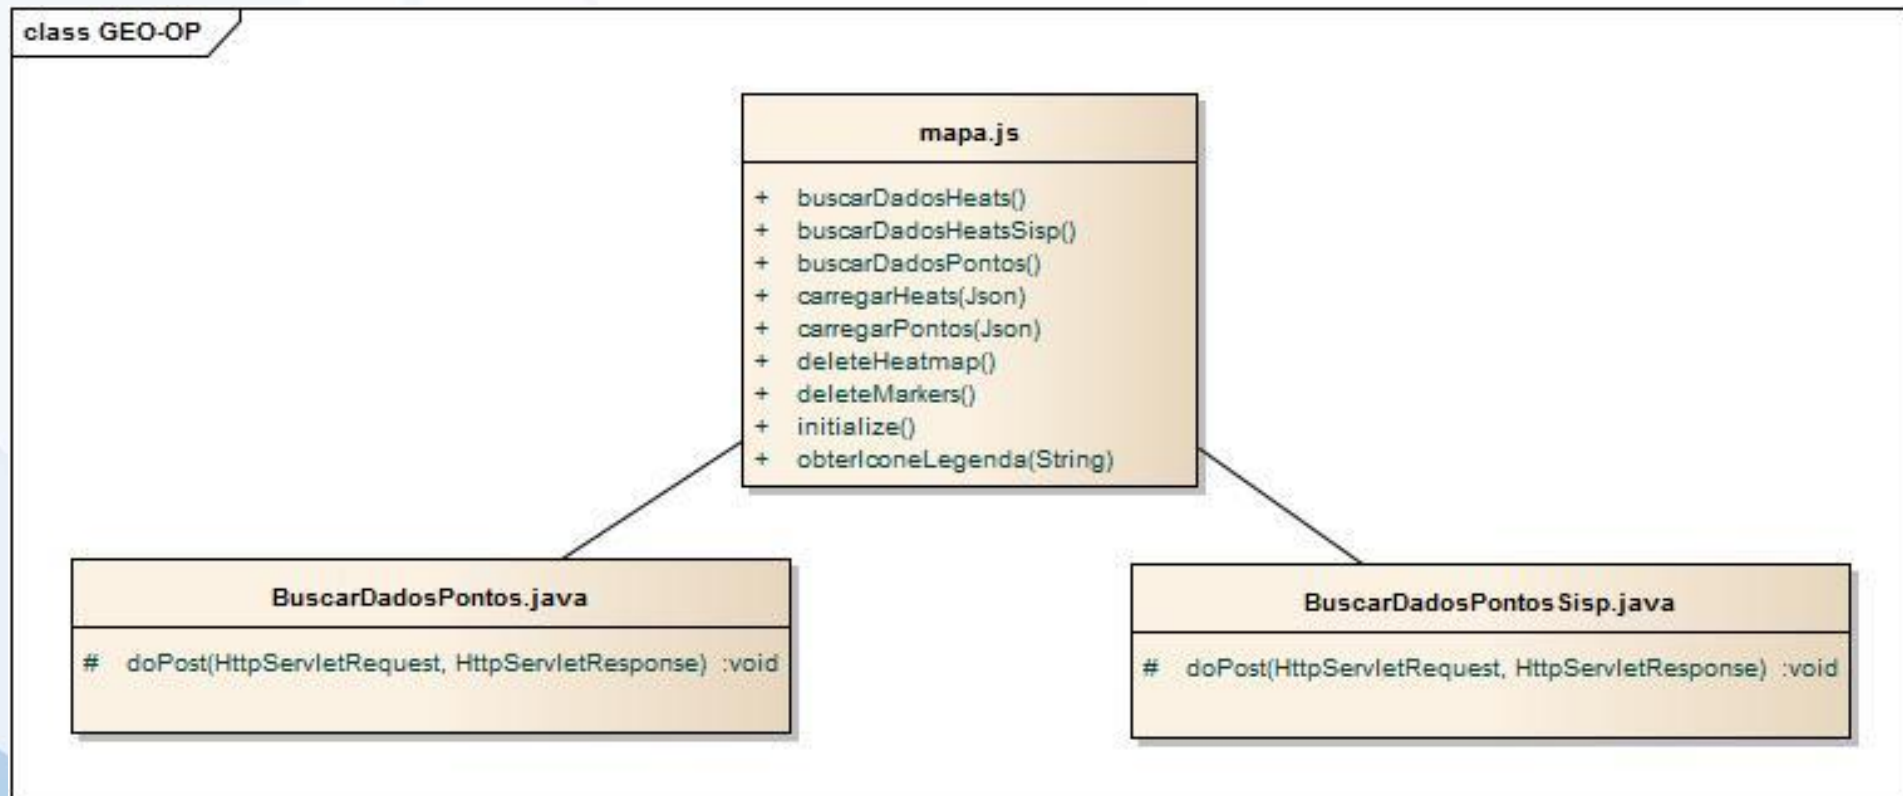 class GEO-OP
mapa.js
+ buscarDadosHeats()
+ buscarDadosHeatsSisp()
+ buscarDadosPontos()
+ carregarHeats(Json)
+ carregarPontos(Json)
+ deleteHeatmap()
+ deleteMarkers()
+ initialize()
+ obterIconeLegenda(String)
BuscarDadosPontos.java
# doPost(HttpServletRequest, HttpServletResponse) :void
BuscarDadosPontosSisp.java
# doPost(HttpServletRequest, HttpServletResponse) :void